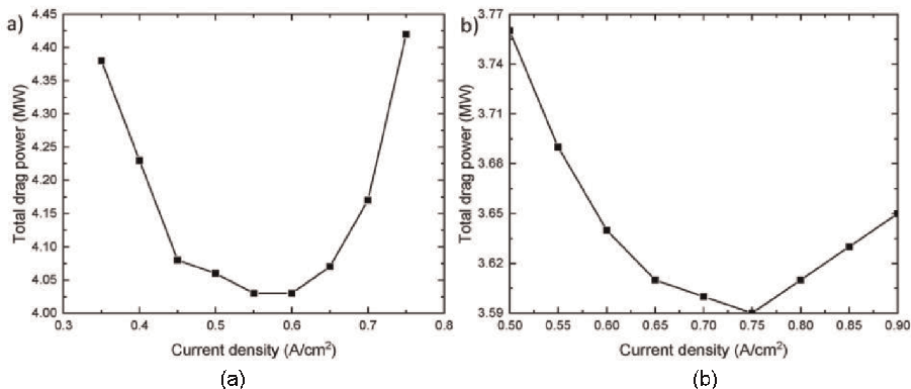 a)
4.45
4.40
4.35
4.30
4.25
4.20
4.15
4.10
4.05
4.00
Total drag power (MW)
0.3 0.4 0.5 0.6 0.7 0.8
Current density (A/cm²)
(a)
b)
3.77
3.74
3.71
3.68
3.65
3.62
3.59
Total drag power (MW)
0.50 0.55 0.60 0.65 0.70 0.75 0.80 0.85 0.90
Current density (A/cm²)
(b)